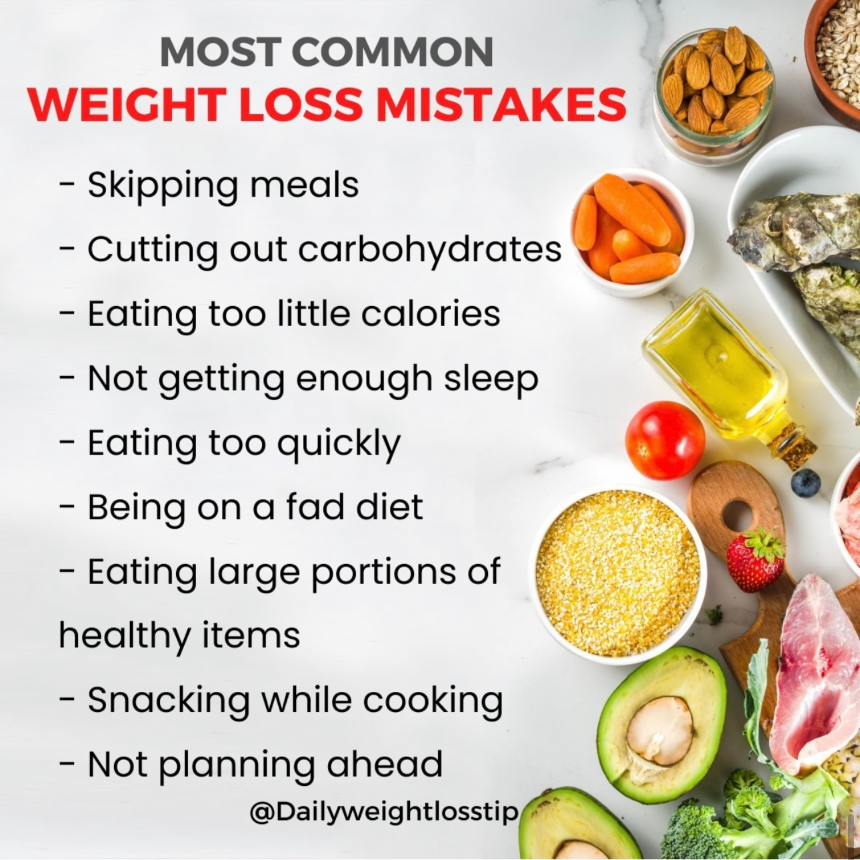 MOST COMMON
WEIGHT LOSS MISTAKES
- Skipping meals
- Cutting out carbohydrates
- Eating too little calories
- Not getting enough sleep
- Eating too quickly
- Being on a fad diet
- Eating large portions of
healthy items
- Snacking while cooking
- Not planning ahead
@Dailyweightlosstip